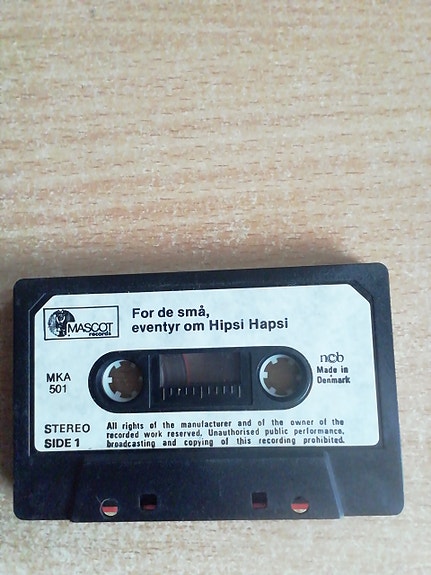 MASCOT
records
For de små,
eventyr om Hipsi Hapsi
MKA
501
ncb
Made in
Denmark
STEREO
SIDE 1
All rights of the manufacturer and of the owner of the
recorded work reserved. Unauthorised public performance,
broadcasting and copying of this recording prohibited.